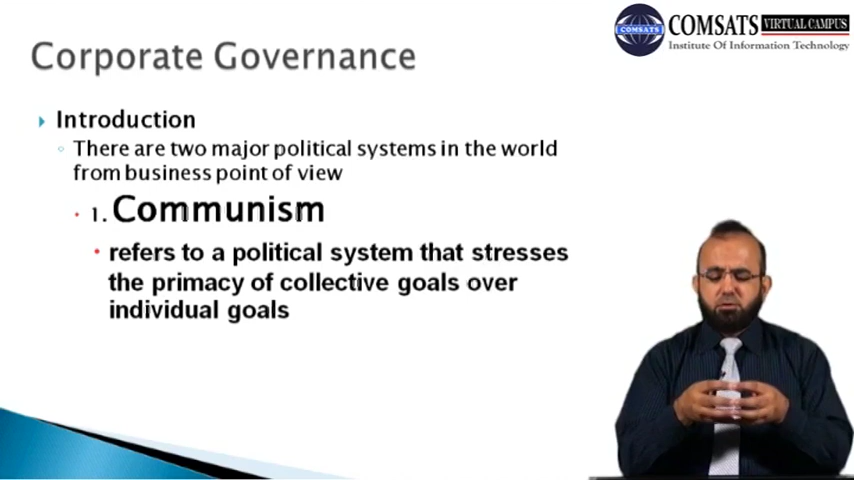 COMSATS VIRTUAL CAMPUS
COMSATS
Institute Of Information Technology
Corporate Governance
Introduction
There are two major political systems in the world
from business point of view
1. Communism
refers to a political system that stresses
the primacy of collective goals over
individual goals